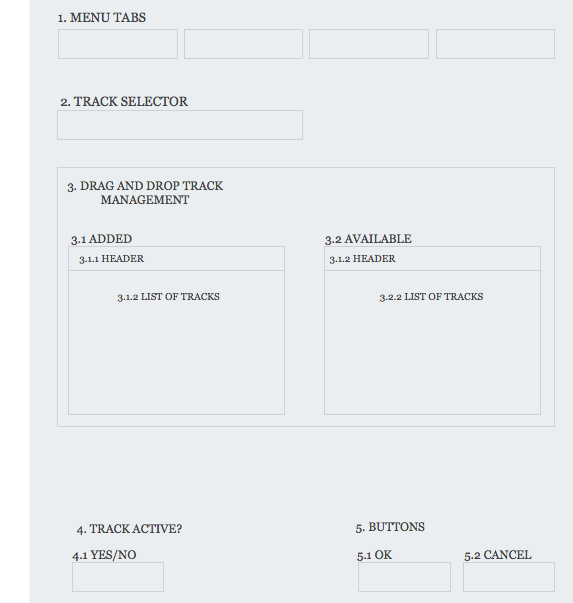 1. MENU TABS
2. TRACK SELECTOR
3. DRAG AND DROP TRACK
MANAGEMENT
3.1 ADDED
3.1.1 HEADER
3.1.2 LIST OF TRACKS
3.2 AVAILABLE
3.1.2 HEADER
3.2.2 LIST OF TRACKS
4. TRACK ACTIVE?
4.1 YES/NO
5. BUTTONS
5.1 OK
5.2 CANCEL